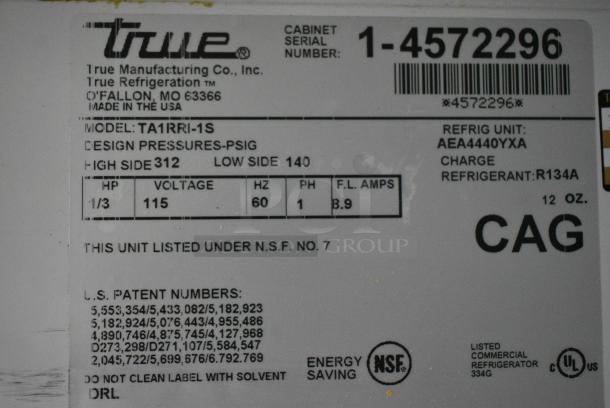 True®
CABINET SERIAL NUMBER: 1-4572296
True Manufacturing Co., Inc.
True Refrigeration ™
O'FALLON, MO 63366
MADE IN THE USA
*4572296*
MODEL: TA1RRI-1S
REFRIG UNIT:
DESIGN PRESSURES-PSIG
AEA4440YXA
HIGH SIDE 312 LOW SIDE 140
CHARGE
REFRIGERANT: R134A
HP VOLTAGE HZ PH F.L. AMPS
1/3 115 60 1 8.9
12 OZ.
CAG
THIS UNIT LISTED UNDER N.S.F. NO. 7
GROUP
U.S. PATENT NUMBERS:
5,553,354/5,433,082/5,182,923
5,182,924/5,076,443/4,955,486
4,890,746/4,875,745/4,127,968
D273,298/D271,107/5,584,547
2,045,722/5,699,676/6.792.769
ENERGY SAVING
NSF®
LISTED COMMERCIAL REFRIGERATOR 334G
C UL US
DO NOT CLEAN LABEL WITH SOLVENT
DRL